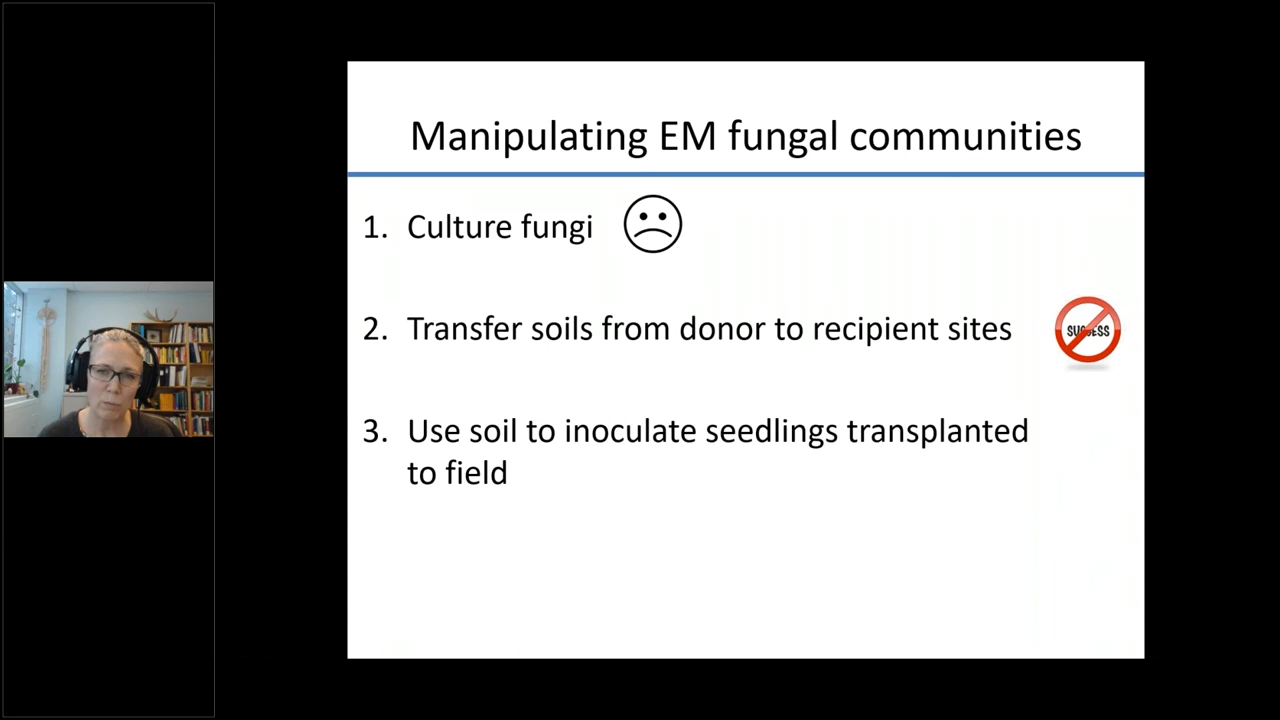 Manipulating EM fungal communities
1. Culture fungi
2. Transfer soils from donor to recipient sites
SUCCESS
3. Use soil to inoculate seedlings transplanted
to field